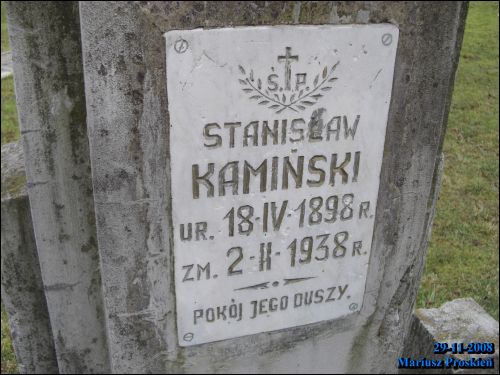 Ś. P.
STANISŁAW
KAMIŃSKI
UR. 18·IV·1898 R.
ZM. 2·II·1938 R.
POKÓJ JEGO DUSZY.
29-11-2008
Mariusz Proskień